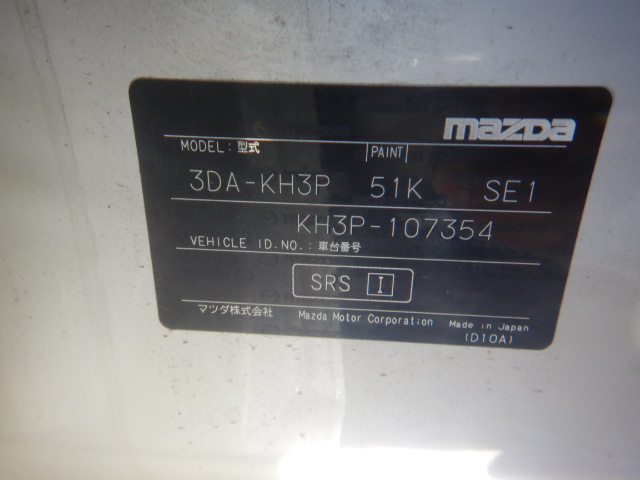 mazda
MODEL: 型式 PAINT
3DA-KH3P 51K SE1
KH3P-107354
VEHICLE ID.NO.: 車台番号
SRS I
マツダ株式会社 Mazda Motor Corporation Made in Japan
(D10A)